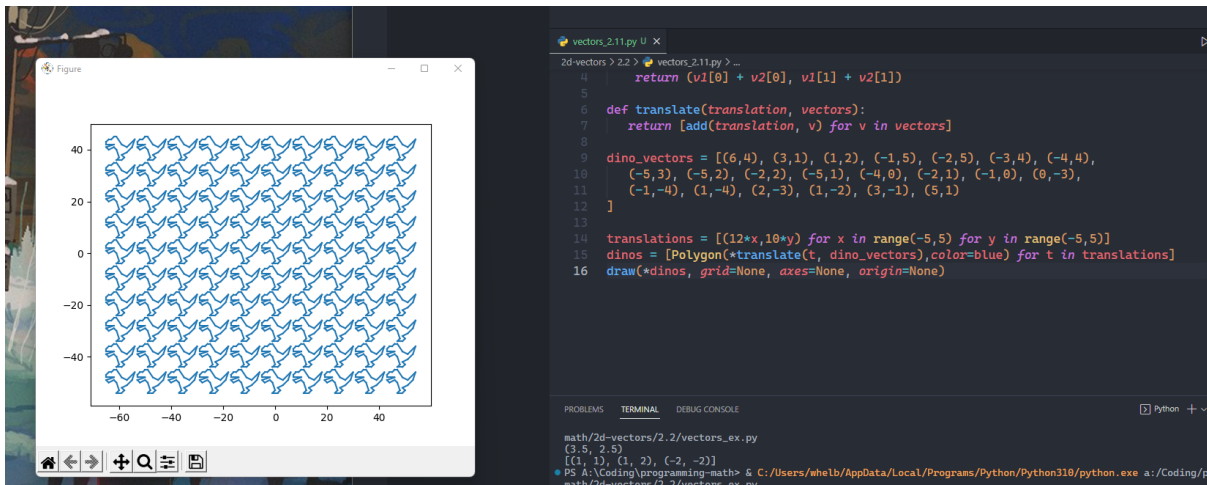 Figure
40
20
0
−20
−40
−60 −40 −20 0 20 40
vectors_2.11.py U ×
2d-vectors > 2.2 > vectors_2.11.py > ...
4 return (v1[0] + v2[0], v1[1] + v2[1])
5
6 def translate(translation, vectors):
7 return [add(translation, v) for v in vectors]
8
9 dino_vectors = [(6,4), (3,1), (1,2), (-1,5), (-2,5), (-3,4), (-4,4),
10 (-5,3), (-5,2), (-2,2), (-5,1), (-4,0), (-2,1), (-1,0), (0,-3),
11 (-1,-4), (1,-4), (2,-3), (1,-2), (3,-1), (5,1)
12 ]
13
14 translations = [(12*x,10*y) for x in range(-5,5) for y in range(-5,5)]
15 dinos = [Polygon(*translate(t, dino_vectors),color=blue) for t in translations]
16 draw(*dinos, grid=None, axes=None, origin=None)
PROBLEMS TERMINAL DEBUG CONSOLE
Python
math/2d-vectors/2.2/vectors_ex.py
(3.5, 2.5)
[(1, 1), (1, 2), (-2, -2)]
PS A:\Coding\programming-math> & C:/Users/whelb/AppData/Local/Programs/Python/Python310/python.exe a:/Coding/p
math/2d-vectors/2.2/vectors_ex.py